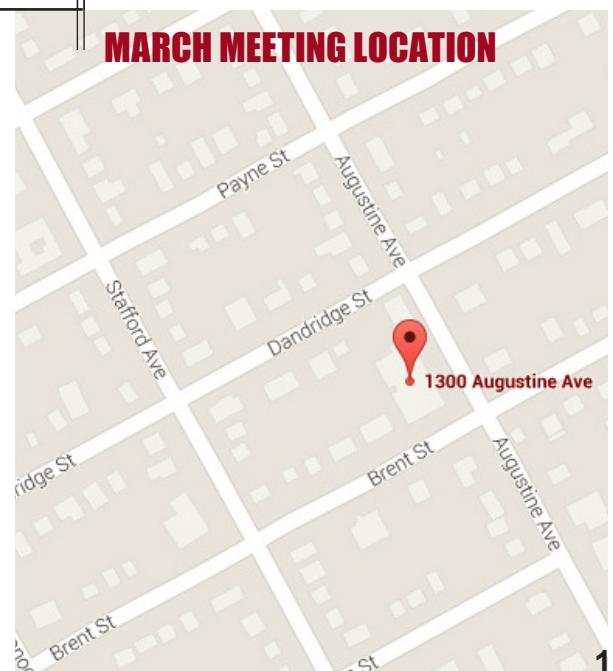 MARCH MEETING LOCATION
Payne St
Augustine Ave
Stafford Ave
Dandridge St
1300 Augustine Ave
Brent St
Augustine Ave
ridge St
Brent St
St
1